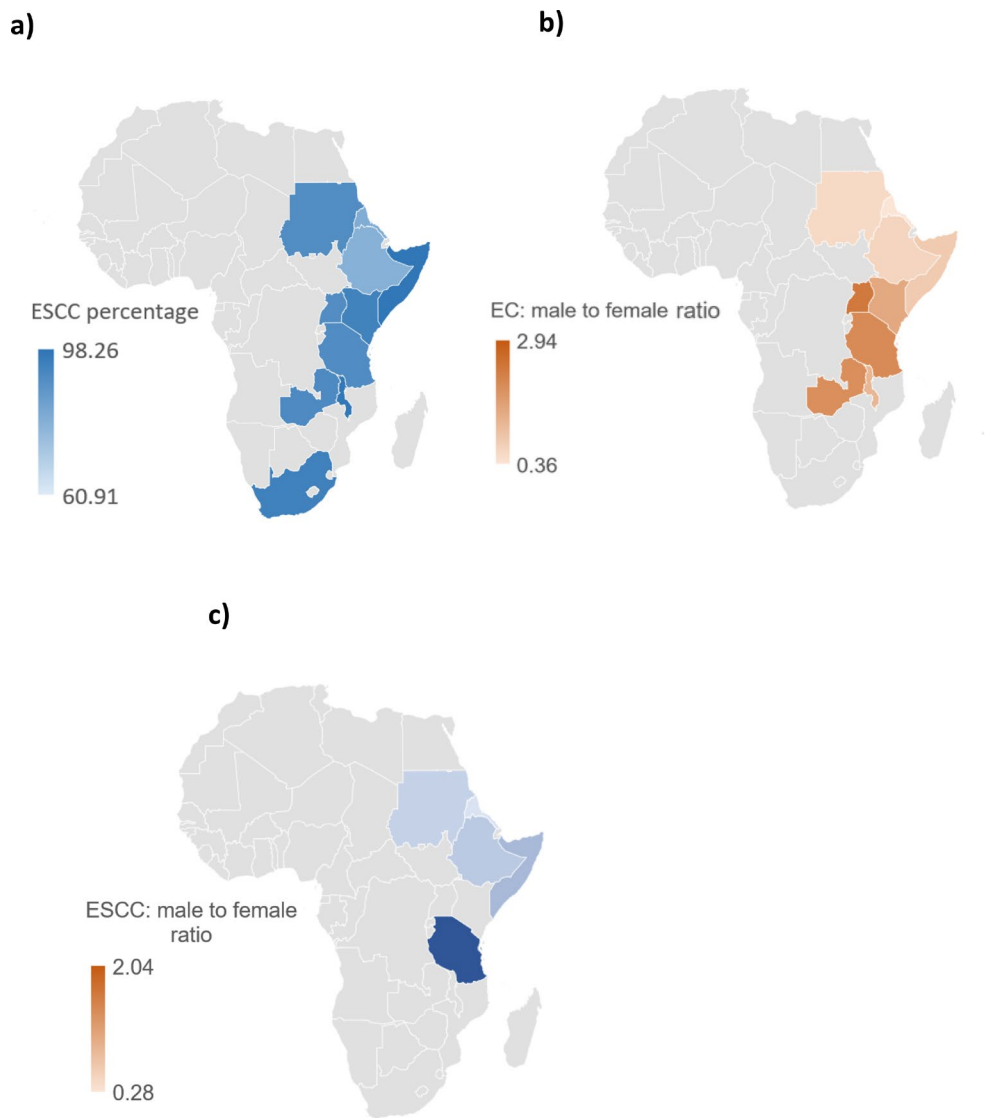 a)
b)
ESCC percentage
98.26
60.91
EC: male to female ratio
2.94
0.36
c)
ESCC: male to female
ratio
2.04
0.28